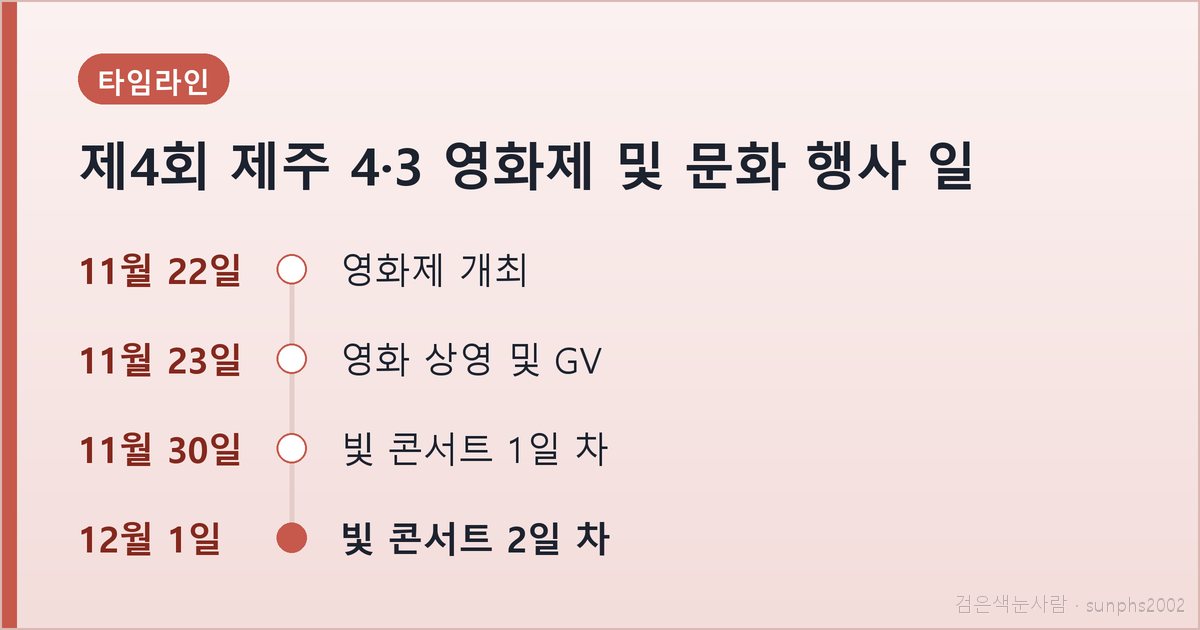 타임라인
제4회 제주 4·3 영화제 및 문화 행사 일
11월 22일 영화제 개최
11월 23일 영화 상영 및 GV
11월 30일 빛 콘서트 1일 차
12월 1일 빛 콘서트 2일 차
검은색눈사람 · sunphs2002